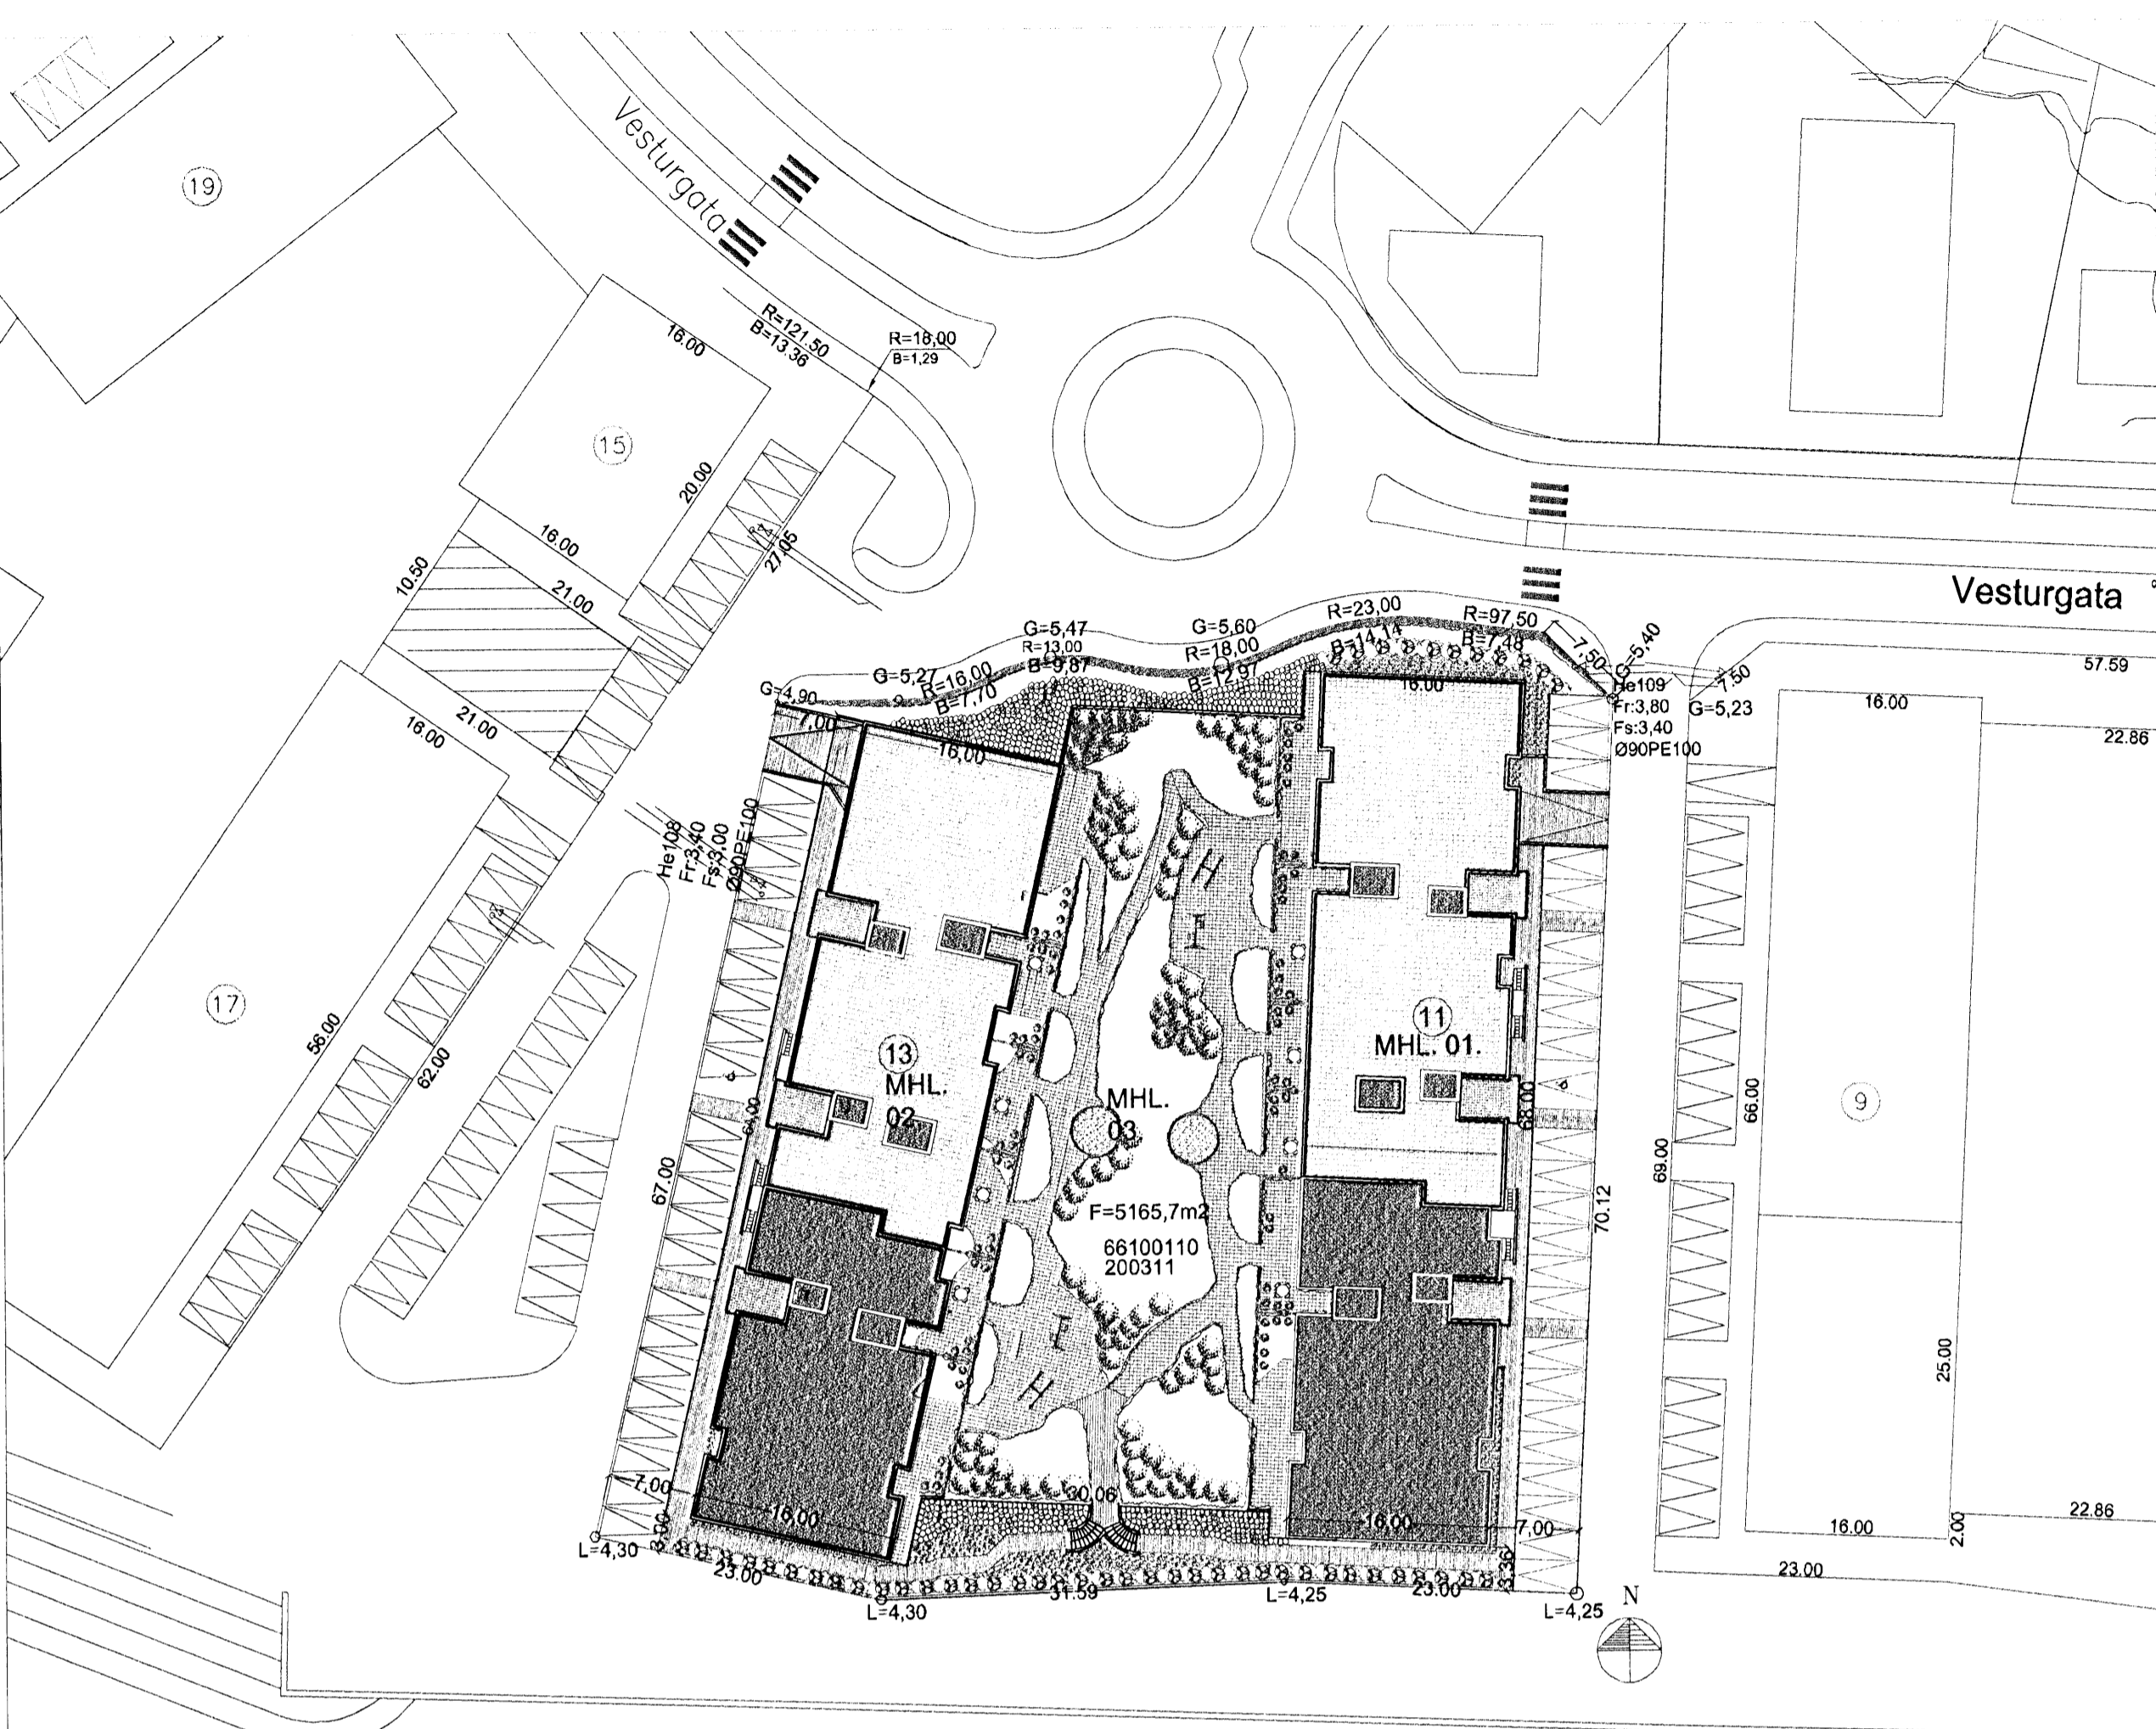 Vesturgata
19
R=121.50
B=13.36
R=18,00
B=1,29
16.00
15
20.00
27.05
16.00
10.50
21.00
21.00
16.00
17
56.00
62.00
Vesturgata
G=4,90
G=5,27
R=16,00
B=7,70
G=5,47
R=13,00
B=9,87
G=5,60
R=18,00
B=12,97
R=23,00
B=14,14
R=97,50
B=7,48
7,50
G=5,40
He109
Fr:3,80
Fs:3,40
Ø90PE100
7.50
G=5,23
57.59
16.00
22.86
7,00
16,00
16.00
He108
Fr:3,40
Fs:3,00
Ø90PE100
13
MHL.
02
11
MHL. 01.
MHL.
03
F=5165,7m2
66100110
200311
67.00
64,00
68.00
70.12
69.00
66.00
9
25.00
7,00
16,00
3,00
30,06
16,00
7,00
3,36
L=4,30
23.00
L=4,30
31.59
L=4,25
23.00
L=4,25
16.00
2.00
22.86
23.00
N